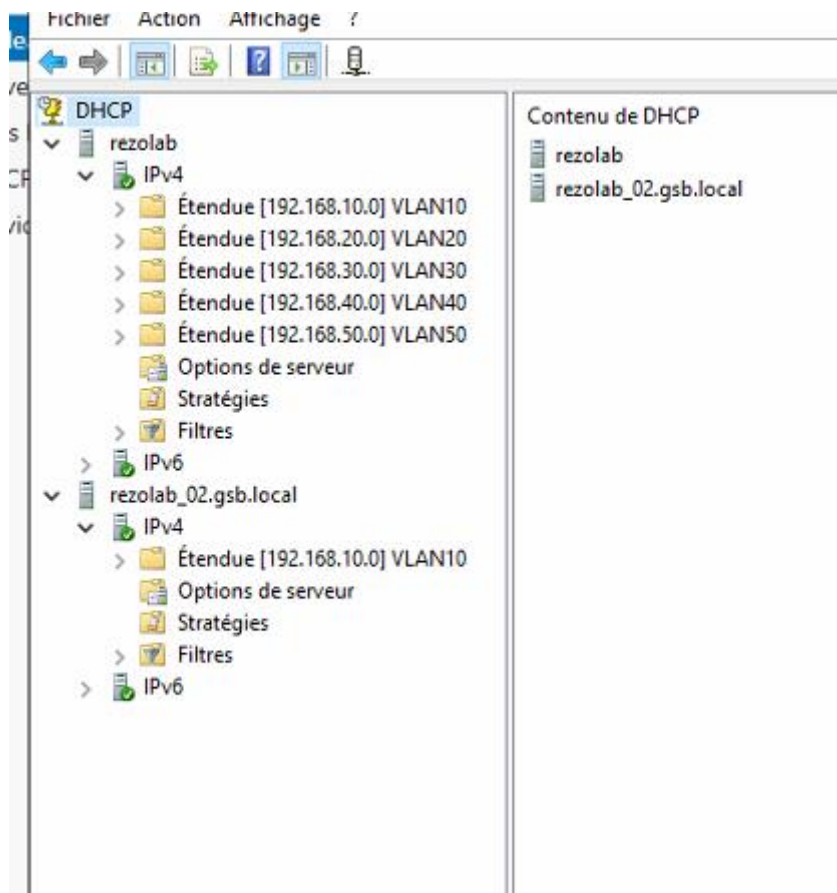 Fichier Action Affichage ?
DHCP
rezolab
IPv4
Étendue [192.168.10.0] VLAN10
Étendue [192.168.20.0] VLAN20
Étendue [192.168.30.0] VLAN30
Étendue [192.168.40.0] VLAN40
Étendue [192.168.50.0] VLAN50
Options de serveur
Stratégies
Filtres
IPv6
rezolab_02.gsb.local
IPv4
Étendue [192.168.10.0] VLAN10
Options de serveur
Stratégies
Filtres
IPv6
Contenu de DHCP
rezolab
rezolab_02.gsb.local